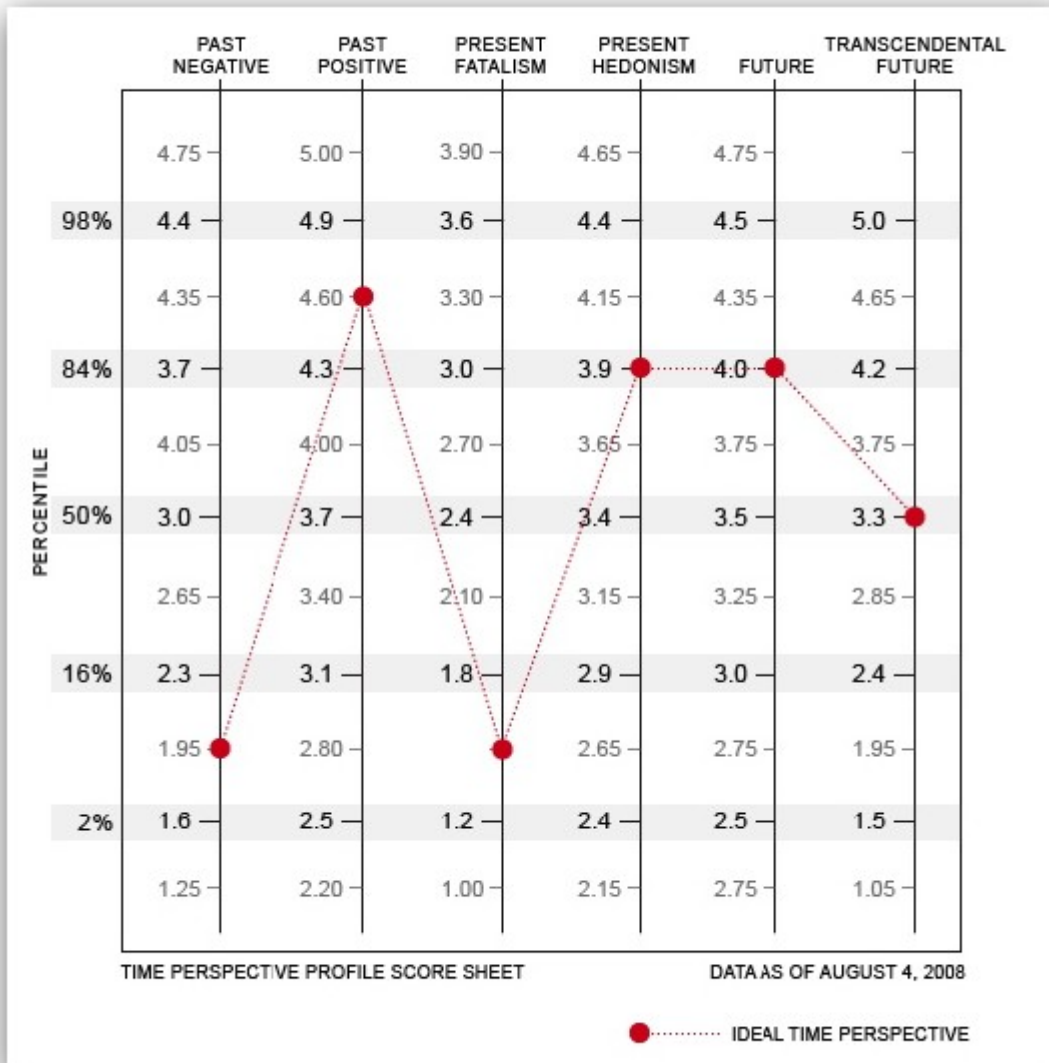 PAST NEGATIVE PAST POSITIVE PRESENT FATALISM PRESENT HEDONISM FUTURE TRANSCENDENTAL FUTURE
4.75 5.00 3.90 4.65 4.75
98% 4.4 4.9 3.6 4.4 4.5 5.0
4.35 4.60 3.30 4.15 4.35 4.65
84% 3.7 4.3 3.0 3.9 4.0 4.2
4.05 4.00 2.70 3.65 3.75 3.75
PERCENTILE
50% 3.0 3.7 2.4 3.4 3.5 3.3
2.65 3.40 2.10 3.15 3.25 2.85
16% 2.3 3.1 1.8 2.9 3.0 2.4
1.95 2.80 2.65 2.75 1.95
2% 1.6 2.5 1.2 2.4 2.5 1.5
1.25 2.20 1.00 2.15 2.75 1.05
TIME PERSPECTIVE PROFILE SCORE SHEET DATA AS OF AUGUST 4, 2008
IDEAL TIME PERSPECTIVE